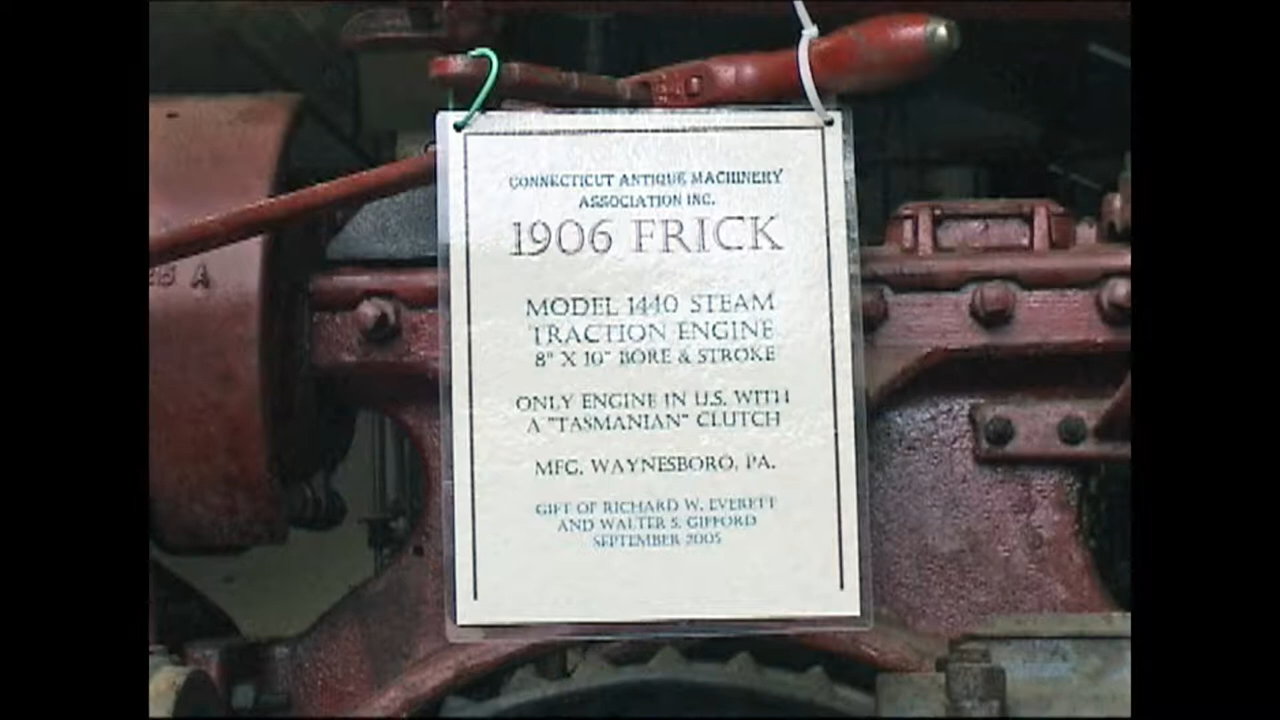 CONNECTICUT ANTIQUE MACHINERY
ASSOCIATION INC.
1906 FRICK
MODEL 1440 STEAM
TRACTION ENGINE
8" X 10" BORE & STROKE
ONLY ENGINE IN U.S. WITH
A "TASMANIAN" CLUTCH
MFG. WAYNESBORO, PA.
GIFT OF RICHARD W. EVERETT
AND WALTER S. GIFFORD
SEPTEMBER 2005